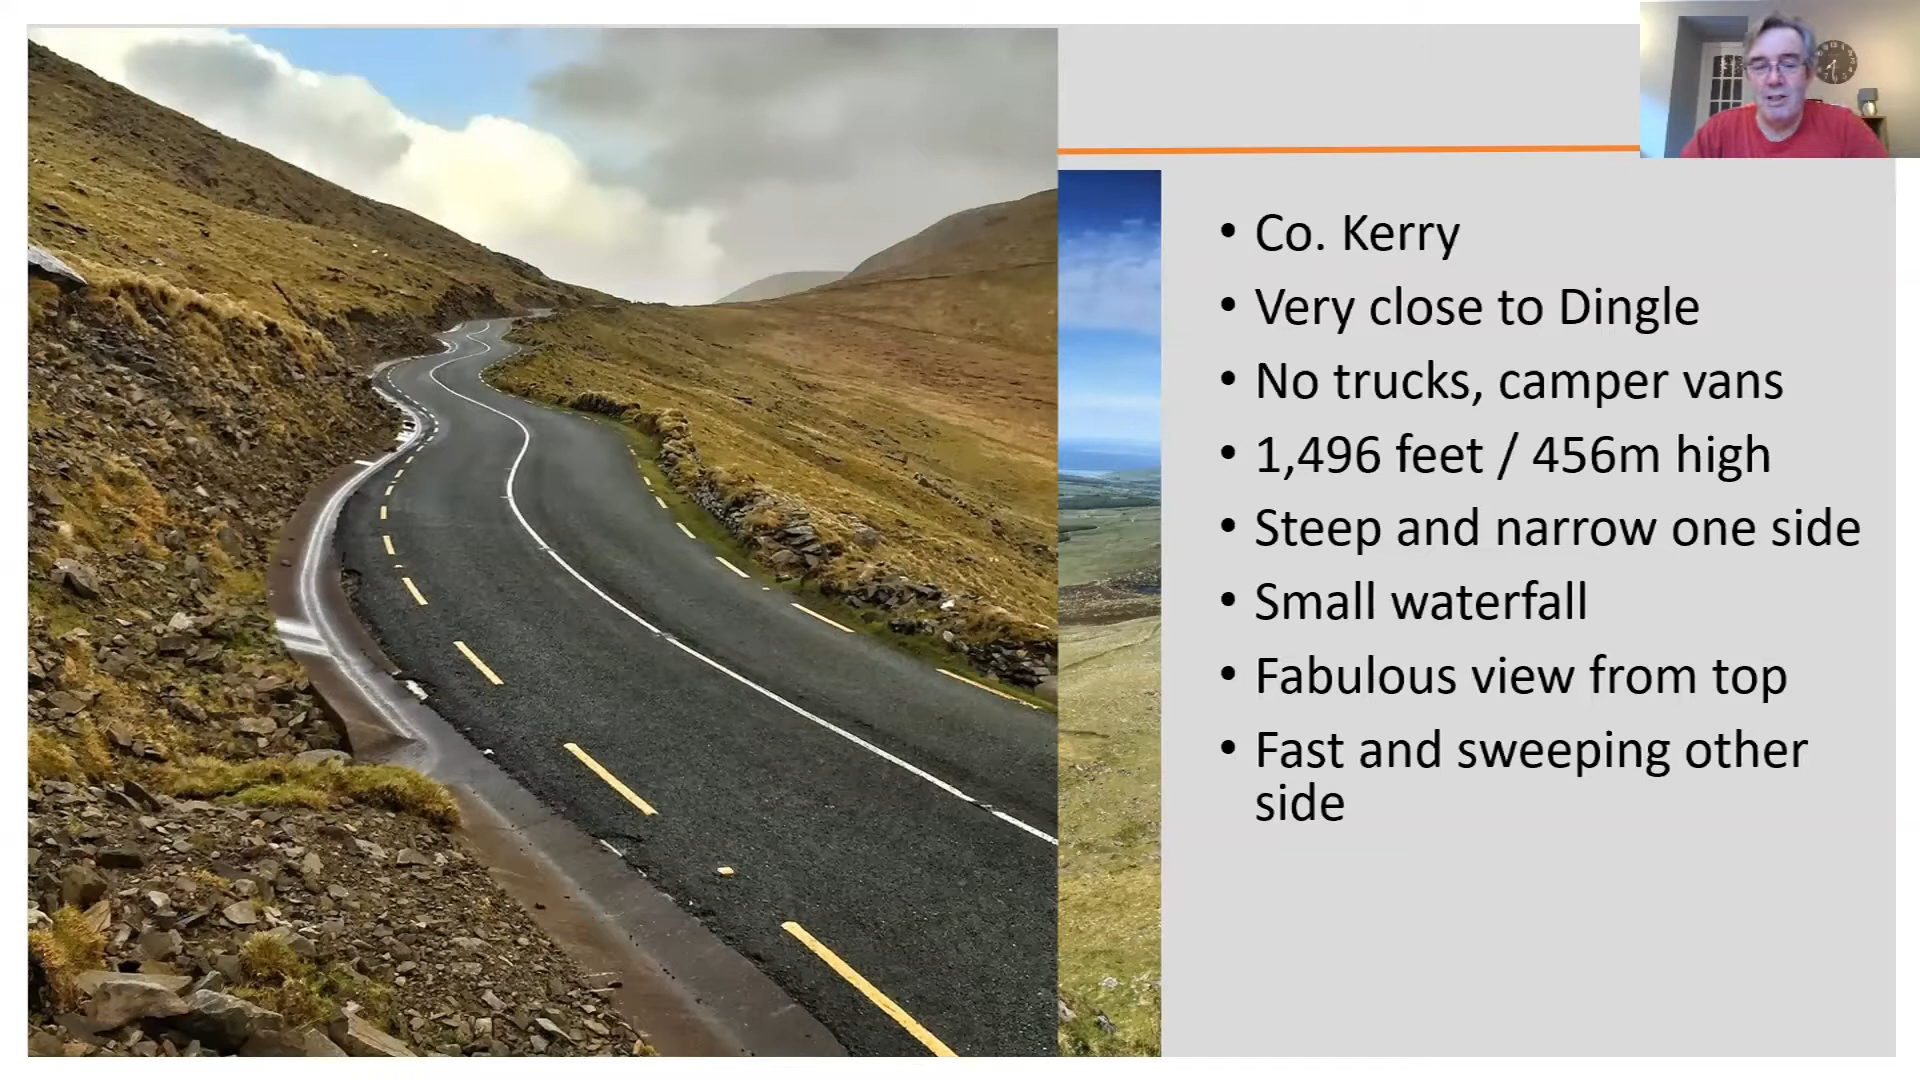 • Co. Kerry
• Very close to Dingle
• No trucks, camper vans
• 1,496 feet / 456m high
• Steep and narrow one side
• Small waterfall
• Fabulous view from top
• Fast and sweeping other
side